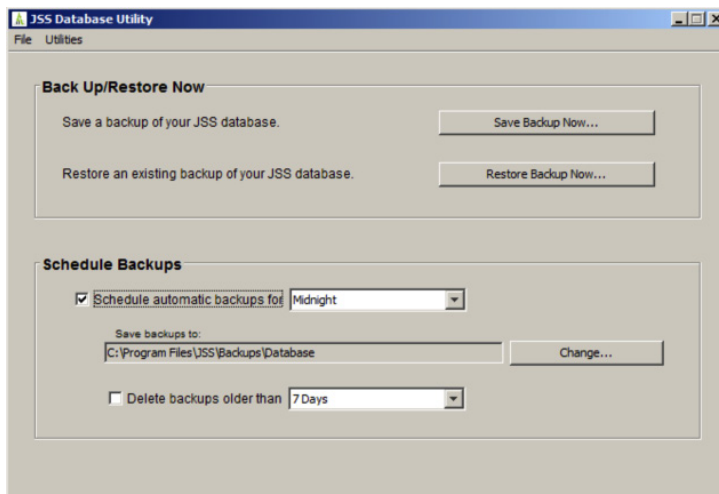 JSS Database Utility
File Utilities
Back Up/Restore Now
Save a backup of your JSS database.
Save Backup Now...
Restore an existing backup of your JSS database.
Restore Backup Now...
Schedule Backups
Schedule automatic backups for Midnight
Save backups to:
C:\Program Files\JSS\Backups\Database
Change...
Delete backups older than 7 Days